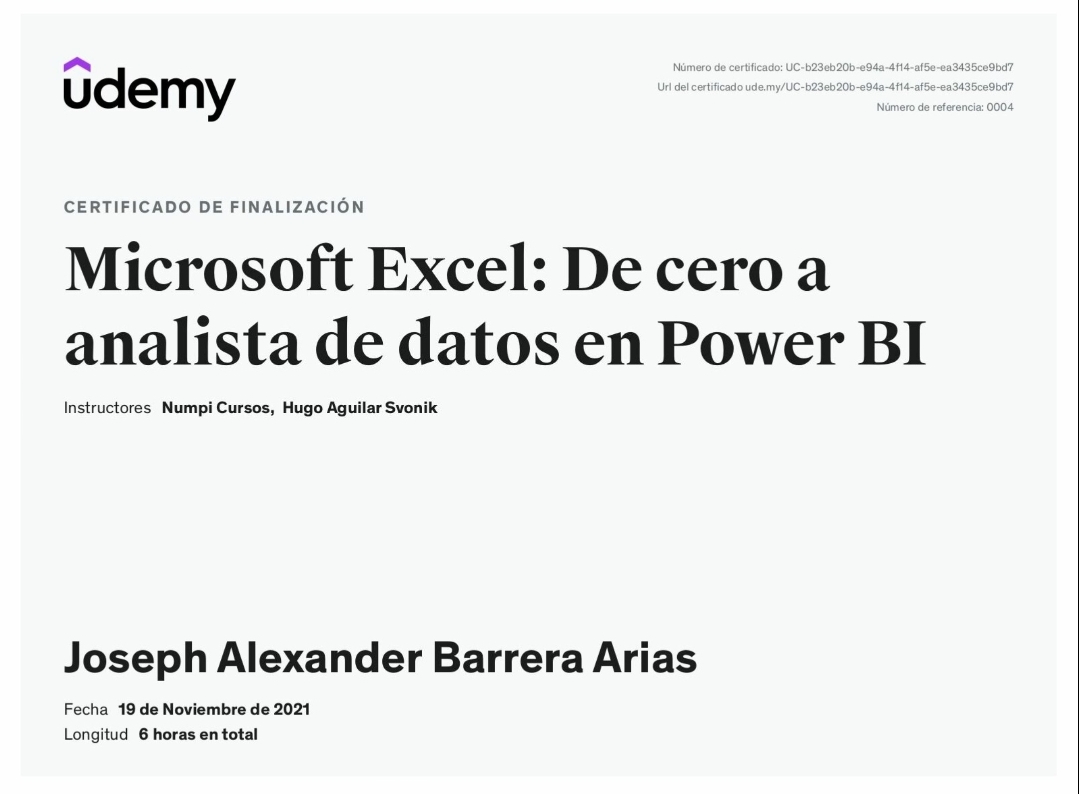 udemy
Número de certificado: UC-b23eb20b-e94a-4f14-af5e-ea3435ce9bd7
Url del certificado ude.my/UC-b23eb20b-e94a-4f14-af5e-ea3435ce9bd7
Número de referencia: 0004
CERTIFICADO DE FINALIZACIÓN
Microsoft Excel: De cero a
analista de datos en Power BI
Instructores Numpi Cursos, Hugo Aguilar Svonik
Joseph Alexander Barrera Arias
Fecha 19 de Noviembre de 2021
Longitud 6 horas en total